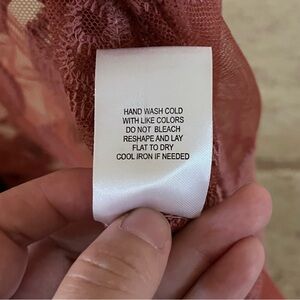 HAND WASH COLD
WITH LIKE COLORS
DO NOT BLEACH
RESHAPE AND LAY
FLAT TO DRY
COOL IRON IF NEEDED